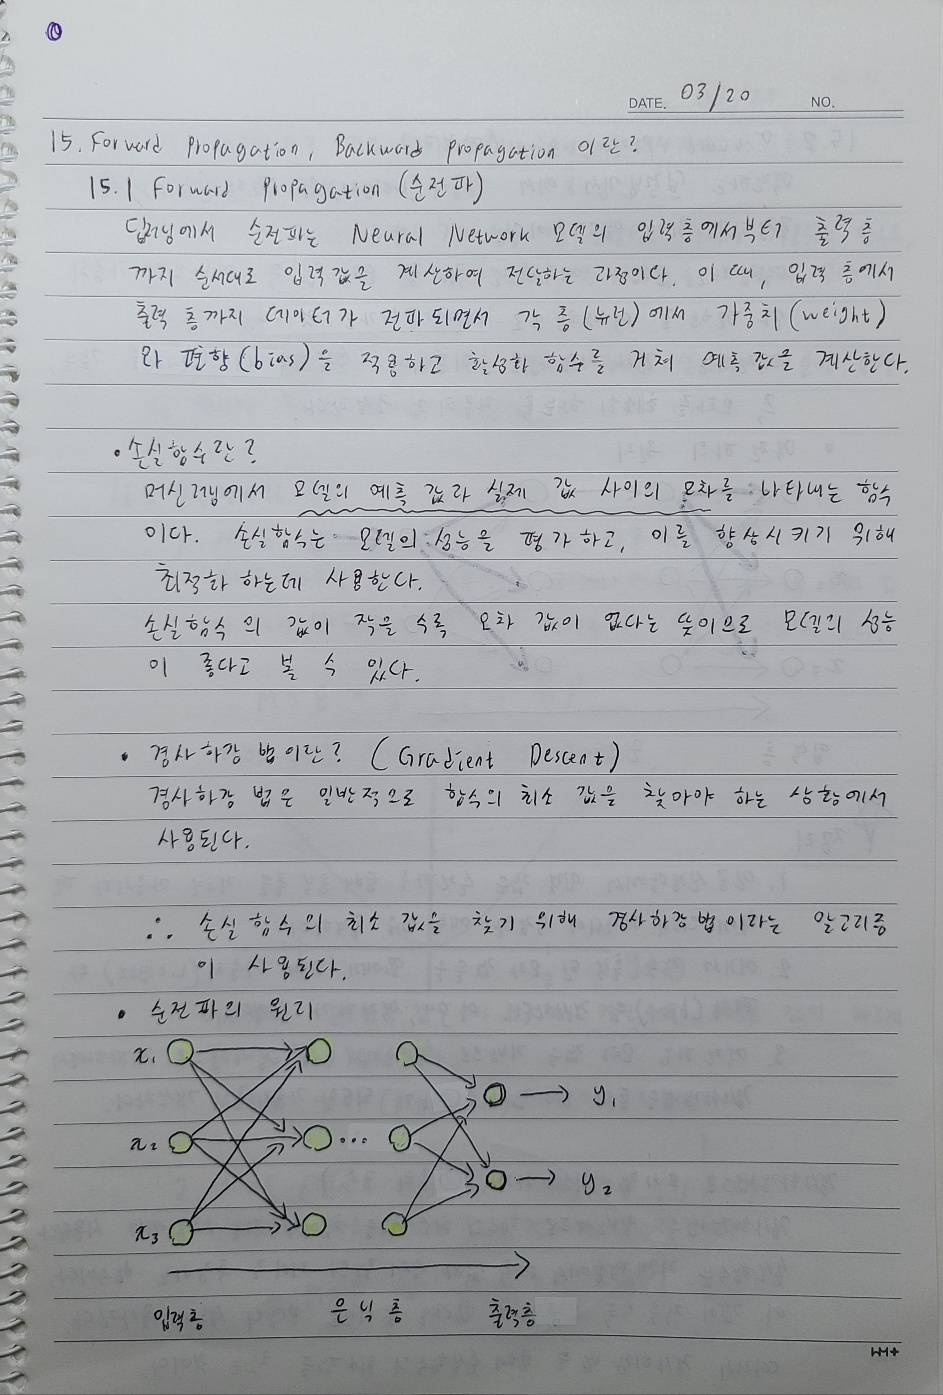 DATE. 03/20 NO.
15. Forward Propagation, Backward propagation 이란?
15.1 Forward Propagation (순전파)
딥러닝에서 순전파는 Neural Network 모델의 입력층에서부터 출력 층
까지 순서대로 입력 값을 계산하여 전달하는 과정이다. 이 때, 입력 층에서
출력 층까지 데이터가 전파되면서 각 층(뉴런)에서 가중치(weight)
와 편향(bias)을 적용하고 활성화 함수를 거쳐 예측 값을 계산한다.
• 손실함수란?
머신러닝에서 모델의 예측 값과 실제 값 사이의 오차를 나타내는 함수
이다. 손실함수는 모델의 성능을 평가하고, 이를 향상시키기 위해
최적화 하는데 사용한다.
손실함수의 값이 작을 수록 오차 값이 없다는 뜻이므로 모델의 성능
이 좋다고 볼 수 있다.
• 경사하강 법이란? (Gradient Descent)
경사하강 법은 일반적으로 함수의 최소 값을 찾아야 하는 상황에서
사용된다.
∴ 손실 함수의 최소 값을 찾기 위해 경사하강법이라는 알고리즘
이 사용된다.
• 순전파의 원리
x₁
y₁
x₂ ...
y₂
x₃
입력층 은닉층 출력층